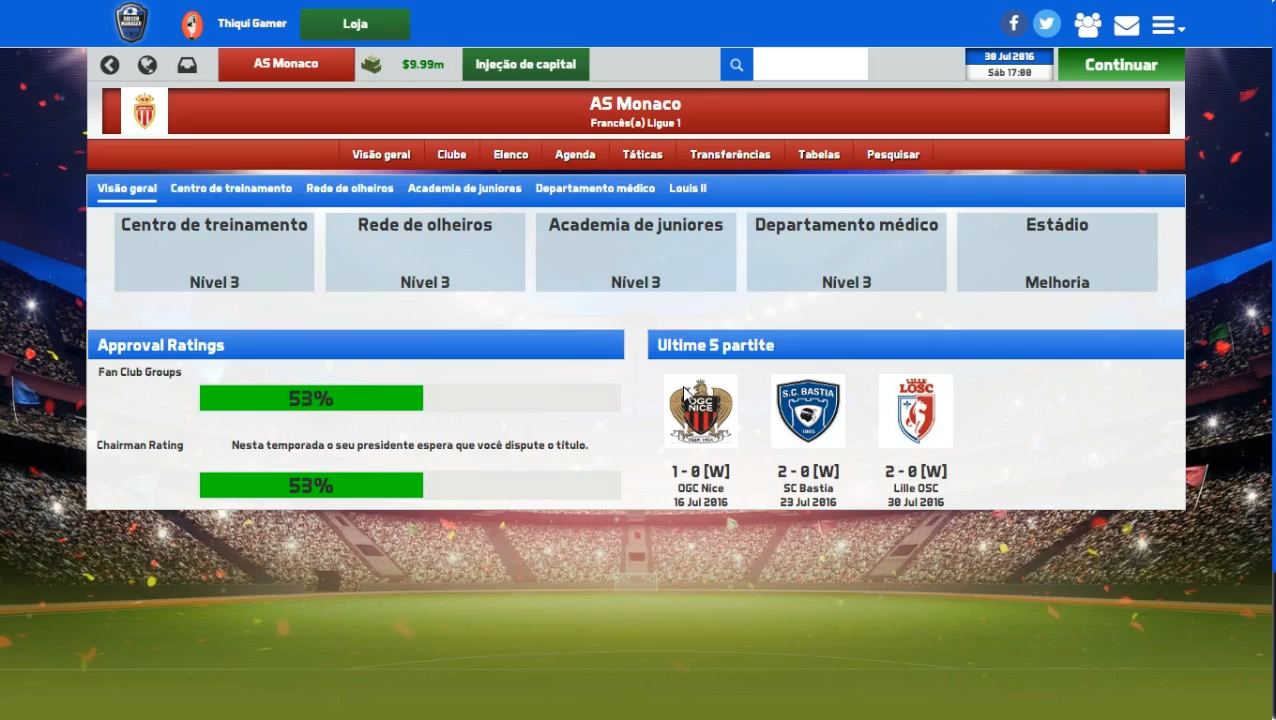 SOCCER MANAGER
Thiqui Gamer
Loja
AS Monaco
$9.99m
Injeção de capital
30 Jul 2016
Sáb 17:00
Continuar
AS Monaco
Francês(a) Ligue 1
Visão geral Clube Elenco Agenda Táticas Transferências Tabelas Pesquisar
Visão geral Centro de treinamento Rede de olheiros Academia de juniores Departamento médico Louis II
Centro de treinamento Rede de olheiros Academia de juniores Departamento médico Estádio
Nível 3 Nível 3 Nível 3 Nível 3 Melhoria
Approval Ratings
Fan Club Groups
53%
Chairman Rating Nesta temporada o seu presidente espera que você dispute o título.
53%
Ultime 5 partite
OGC NICE
S.C. BASTIA
LOSC
1 - 0 [W] 2 - 0 [W] 2 - 0 [W]
OGC Nice SC Bastia Lille OSC
16 Jul 2016 23 Jul 2016 30 Jul 2016